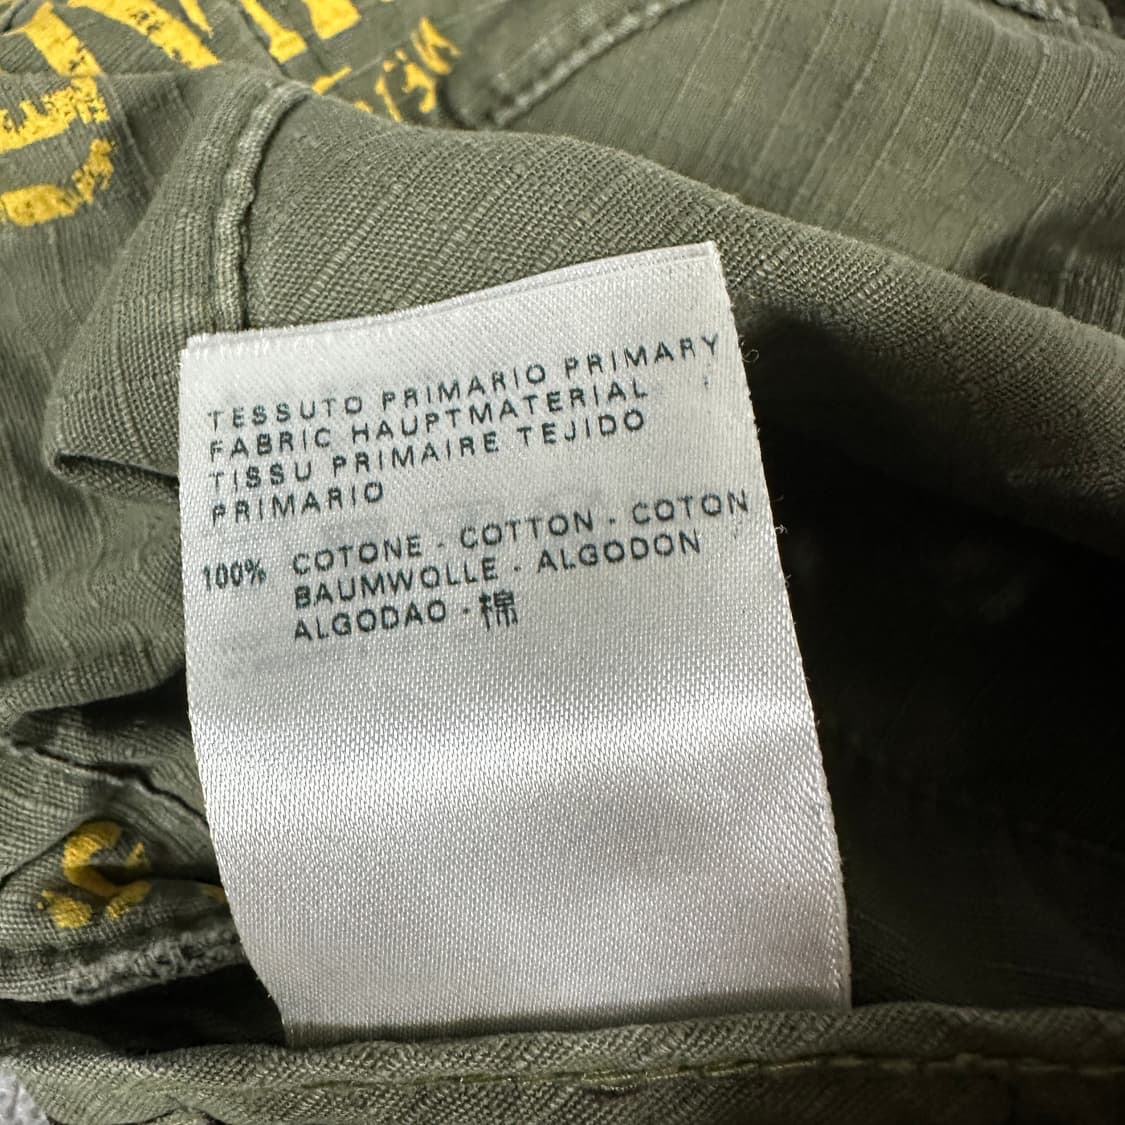 TESSUTO PRIMARIO PRIMARY
FABRIC HAUPTMATERIAL
TISSU PRIMAIRE TEJIDO
PRIMARIO
100% COTONE - COTTON - COTON
BAUMWOLLE - ALGODON
ALGODAO - 棉